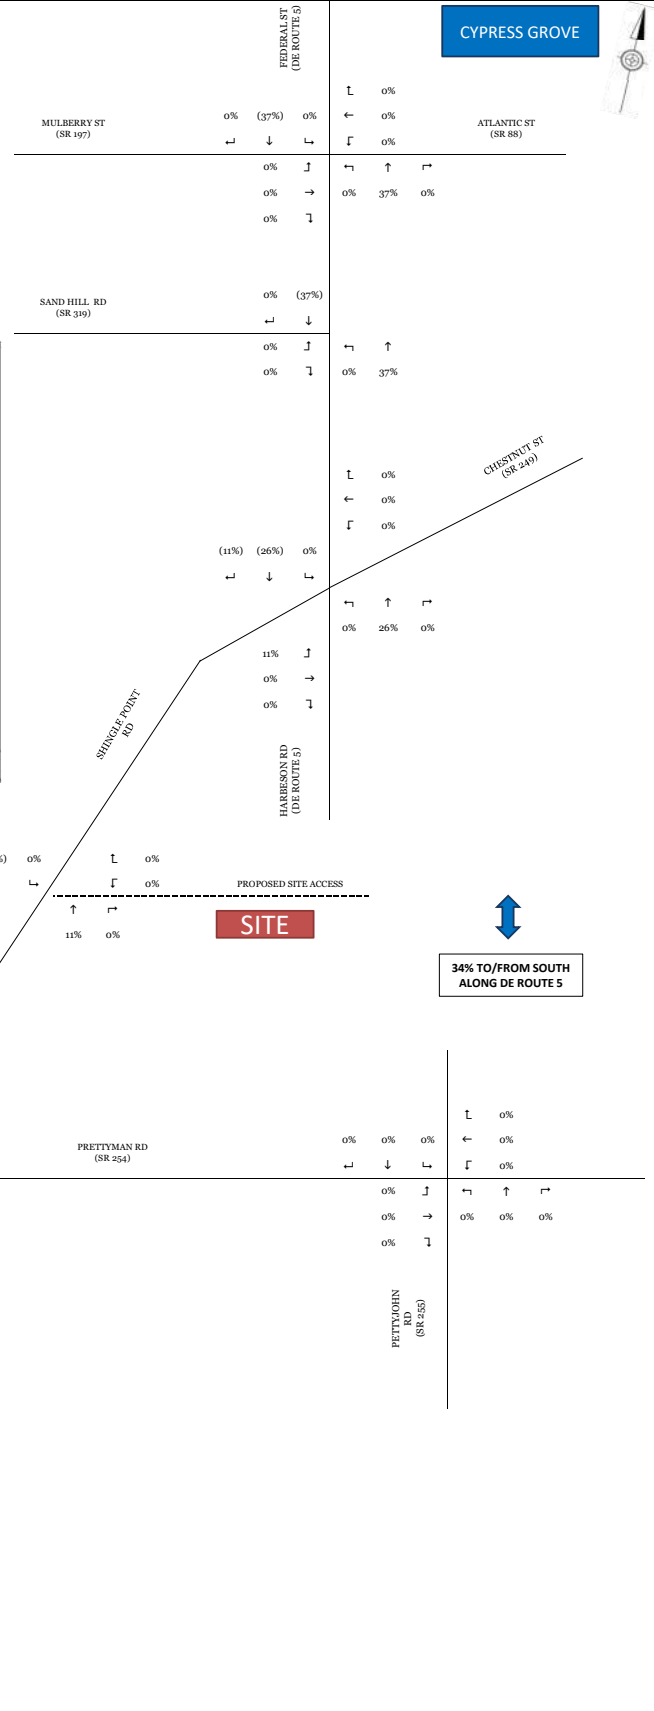 FEDERAL ST
(DE ROUTE 5)
CYPRESS GROVE
↿ 0%
0% (37%) 0% ← 0%
MULBERRY ST
(SR 197)
ATLANTIC ST
(SR 88)
↵ ↓ ↳ ↧ 0%
0% ↥ ↰ ↑ ↱
0% → 0% 37% 0%
0% ↴
SAND HILL RD
(SR 319)
0% (37%)
↵ ↓
0% ↥ ↰ ↑
0% ↴ 0% 37%
CHESTNUT ST
(SR 249)
↿ 0%
← 0%
↧ 0%
(11%) (26%) 0%
↵ ↓ ↳
↰ ↑ ↱
0% 26% 0%
11% ↥
0% →
0% ↴
SHINGLE POINT
RD
HARBESON RD
(DE ROUTE 5)
%) 0% ↿ 0%
↳ ↧ 0%
PROPOSED SITE ACCESS
↑ ↱
11% 0%
SITE
34% TO/FROM SOUTH
ALONG DE ROUTE 5
↿ 0%
0% 0% 0% ← 0%
PRETTYMAN RD
(SR 254)
↵ ↓ ↳ ↧ 0%
0% ↥ ↰ ↑ ↱
0% → 0% 0% 0%
0% ↴
PETTYJOHN
RD
(SR 255)